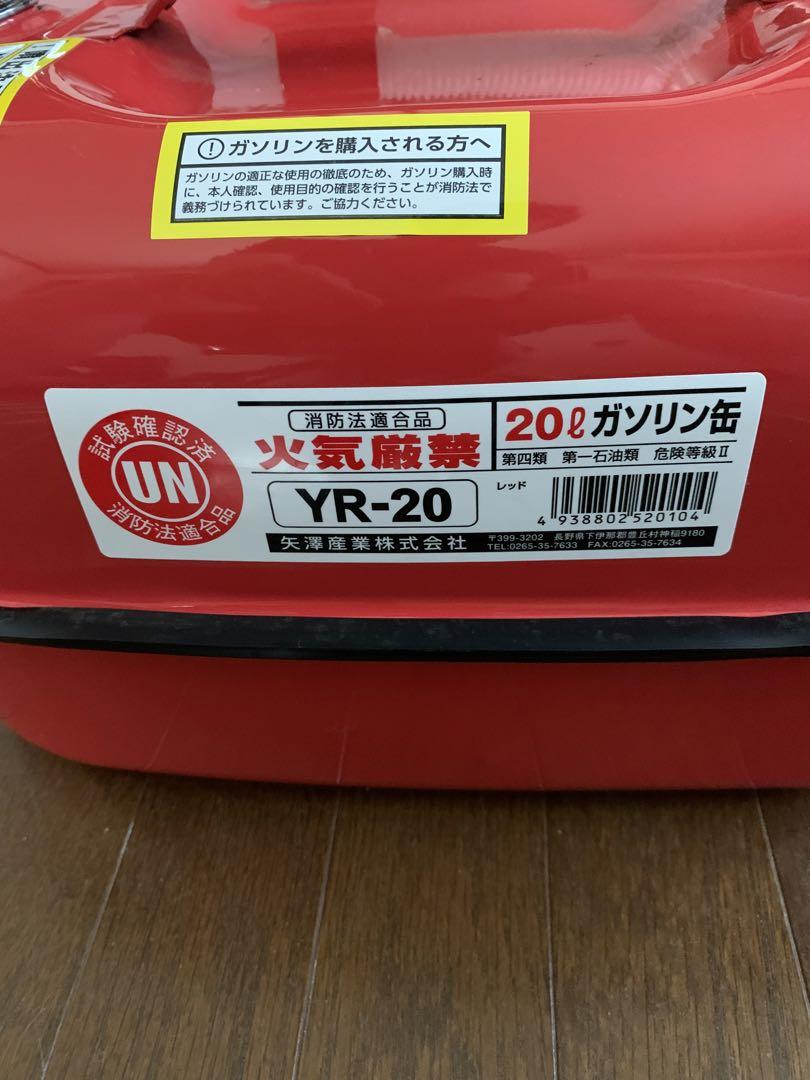 ガソリンを購入される方へ
ガソリンの適正な使用の徹底のため、ガソリン購入時
に、本人確認、使用目的の確認を行うことが消防法で
義務づけられています。ご協力ください。
試験確認済
UN
消防法適合品
消防法適合品
火気厳禁
YR-20
20ℓガソリン缶
第四類 第一石油類 危険等級Ⅱ
レッド
4938802520104
矢澤産業株式会社
〒399-3202 長野県下伊那郡豊丘村神稲9180
TEL:0265-35-7633 FAX:0265-35-7634